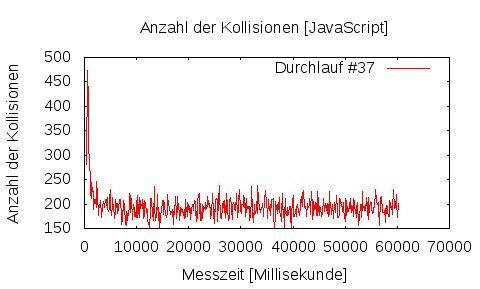 Anzahl der Kollisionen [JavaScript]
Durchlauf #37
Anzahl der Kollisionen
500
450
400
350
300
250
200
150
0 10000 20000 30000 40000 50000 60000 70000
Messzeit [Millisekunde]